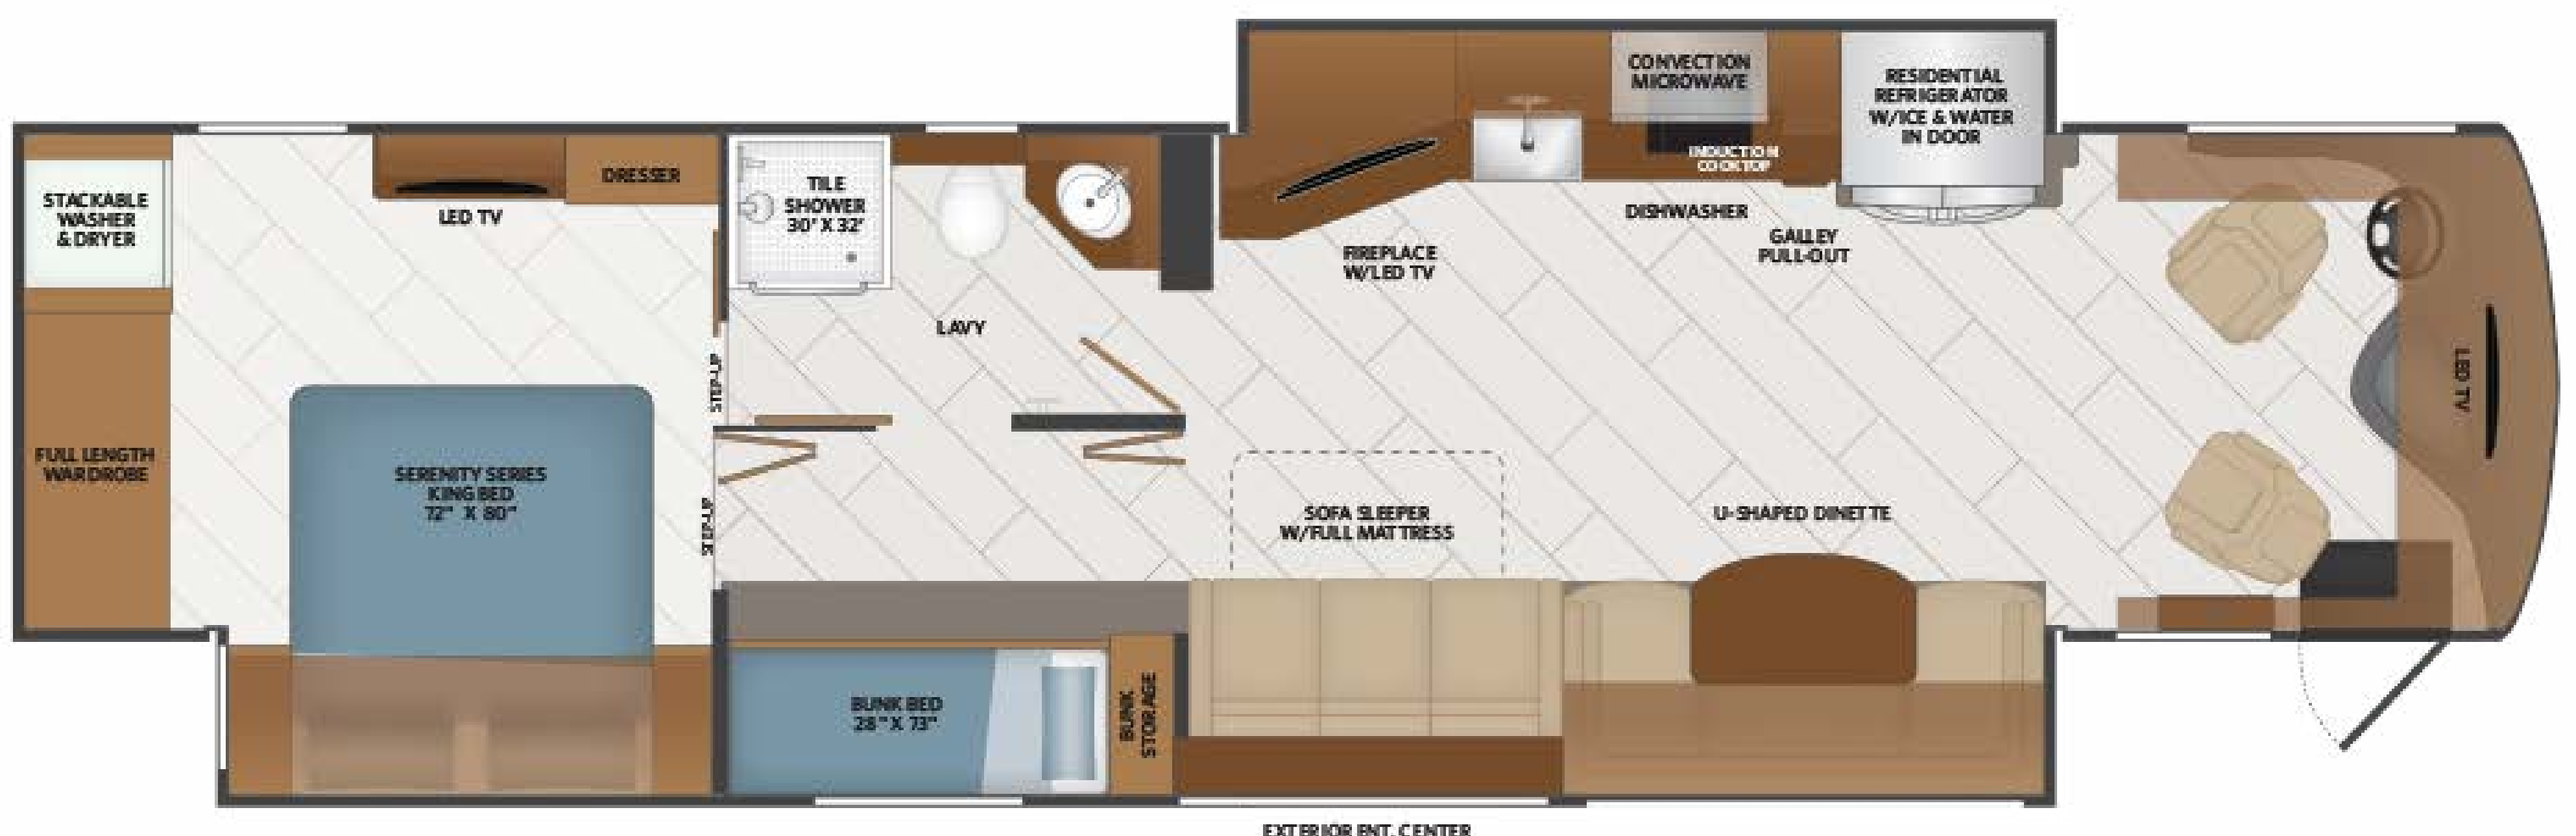 CONVECTION
MICROWAVE
RESIDENTIAL
REFRIGERATOR
W/ICE & WATER
IN DOOR
INDUCTION
COOKTOP
STACKABLE
WASHER
& DRYER
LED TV
DRESSER
TILE
SHOWER
30" X 32"
DISHWASHER
GALLEY
PULL-OUT
FIREPLACE
W/LED TV
LAVY
STEP-UP
LED TV
FULL LENGTH
WARDROBE
SERENITY SERIES
KING BED
72" X 80"
STEP-UP
SOFA SLEEPER
W/FULL MATTRESS
U-SHAPED DINETTE
BUNK BED
28" X 73"
BUNK
STORAGE
EXTERIOR ENT. CENTER